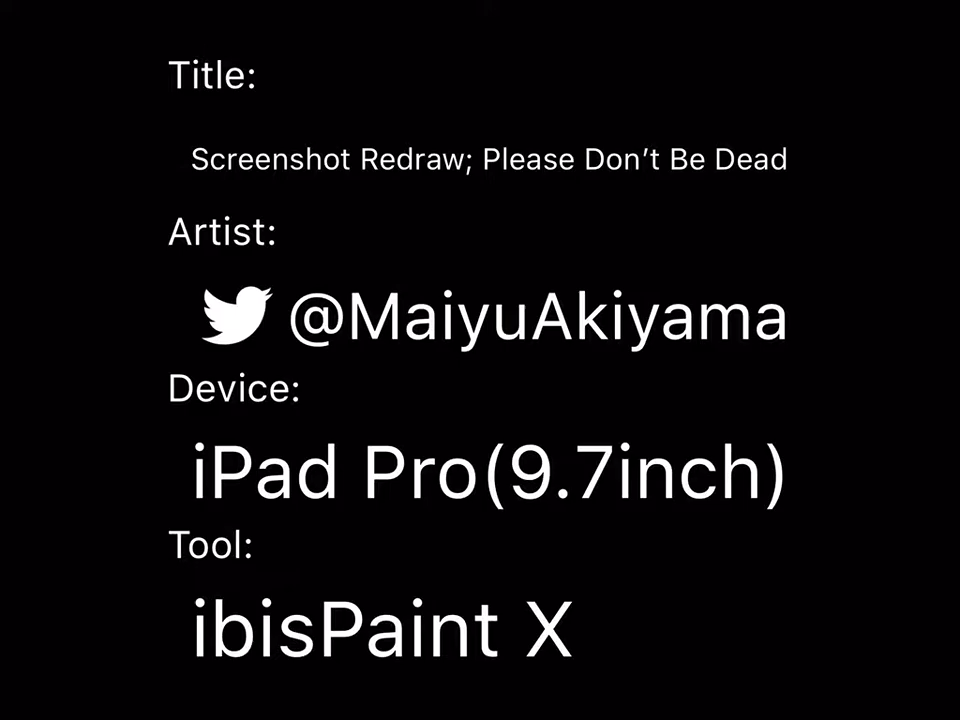 Title:
Screenshot Redraw; Please Don’t Be Dead
Artist:
@MaiyuAkiyama
Device:
iPad Pro(9.7inch)
Tool:
ibisPaint X